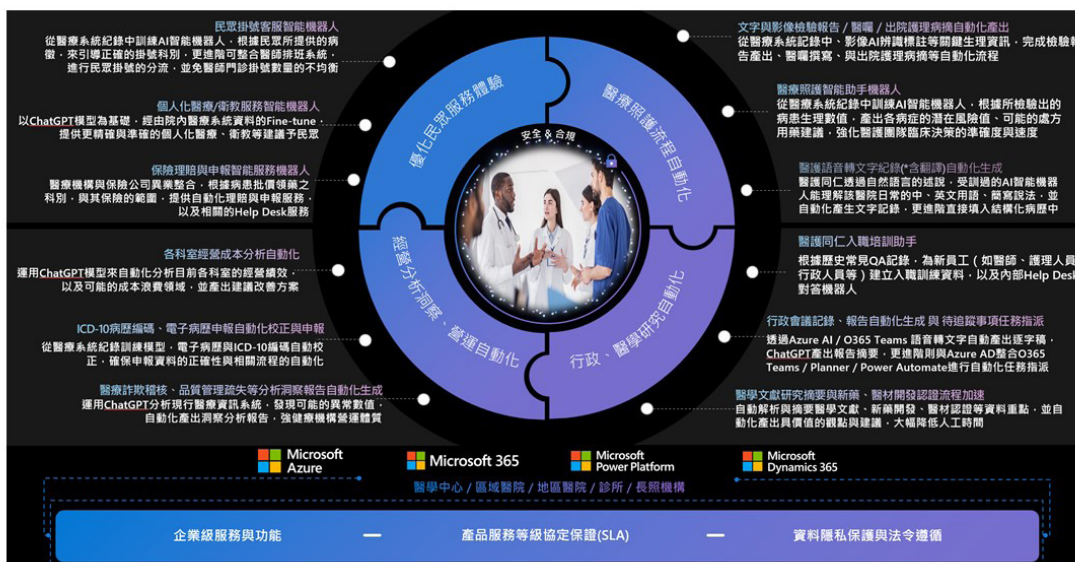 民眾掛號客服智能機器人
從醫療系統紀錄中訓練AI智能機器人，根據民眾所提供的病
徵，來引導正確的掛號科別，更進階可整合醫師排班系統，
進行民眾掛號的分流，並免醫師門診掛號數量的不均衡
個人化醫療/衛教服務智能機器人
以ChatGPT模型為基礎，經由院內醫療系統資料的Fine-tune，
提供更精確與準確的個人化醫療、衛教等建議予民眾
保險理賠與申報智能服務機器人
醫療機構與保險公司異業整合，根據病患批價領藥之
科別，與其保險的範圍，提供自動化理賠與申報服務，
以及相關的Help Desk服務
各科室經營成本分析自動化
運用ChatGPT模型來自動化分析目前各科室的經營績效，
以及可能的成本浪費領域，並產出建議改善方案
ICD-10病歷編碼、電子病歷申報自動化校正與申報
從醫療系統紀錄訓練模型，電子病歷與ICD-10編碼自動校
正，確保申報資料的正確性與相關流程的自動化
醫療詐欺稽核、品質管理疏失等分析洞察報告自動化生成
運用ChatGPT分析現行醫療資訊系統，發現可能的異常數值，
自動化產出洞察分析報告，強健療機構營運體質
優化民眾服務體驗
醫療照護流程自動化
安全 & 合規
經營分析洞察、營運自動化
行政、醫學研究自動化
文字與影像檢驗報告 / 醫囑 / 出院護理病摘自動化產出
從醫療系統記錄中、影像AI辨識標註等關鍵生理資訊，完成檢驗報
告產出、醫囑撰寫、與出院護理病摘等自動化流程
醫療照護智能助手機器人
從醫療系統紀錄中訓練AI智能機器人，根據所檢驗出的
病患生理數值，產出各病症的潛在風險值、可能的處方
用藥建議，強化醫護團隊臨床決策的準確度與速度
醫護語音轉文字紀錄(*含翻譯)自動化生成
醫護同仁透過自然語言的述說，受訓過的AI智能機器
人能理解該醫院日常的中、英文用語、簡寫說法，並
自動化產生文字記錄，更進階直接填入結構化病歷中
醫護同仁入職培訓助手
根據歷史常見QA記錄，為新員工（如醫師、護理人員
行政人員等）建立入職訓練資料，以及內部Help Desk
對答機器人
行政會議記錄、報告自動化生成 與 待追蹤事項任務指派
透過Azure AI / O365 Teams 語音轉文字自動產出逐字稿，
ChatGPT產出報告摘要，更進階則與Azure AD整合O365
Teams / Planner / Power Automate進行自動化任務指派
醫學文獻研究摘要與新藥、醫材開發認證流程加速
自動解析與摘要醫學文獻、新藥開發、醫材認證等資料重點，並自
動化產出具價值的觀點與建議，大幅降低人工時間
Microsoft
Azure
Microsoft 365
Microsoft
Power Platform
Microsoft
Dynamics 365
醫學中心 / 區域醫院 / 地區醫院 / 診所 / 長照機構
企業級服務與功能 — 產品服務等級協定保證(SLA) — 資料隱私保護與法令遵循